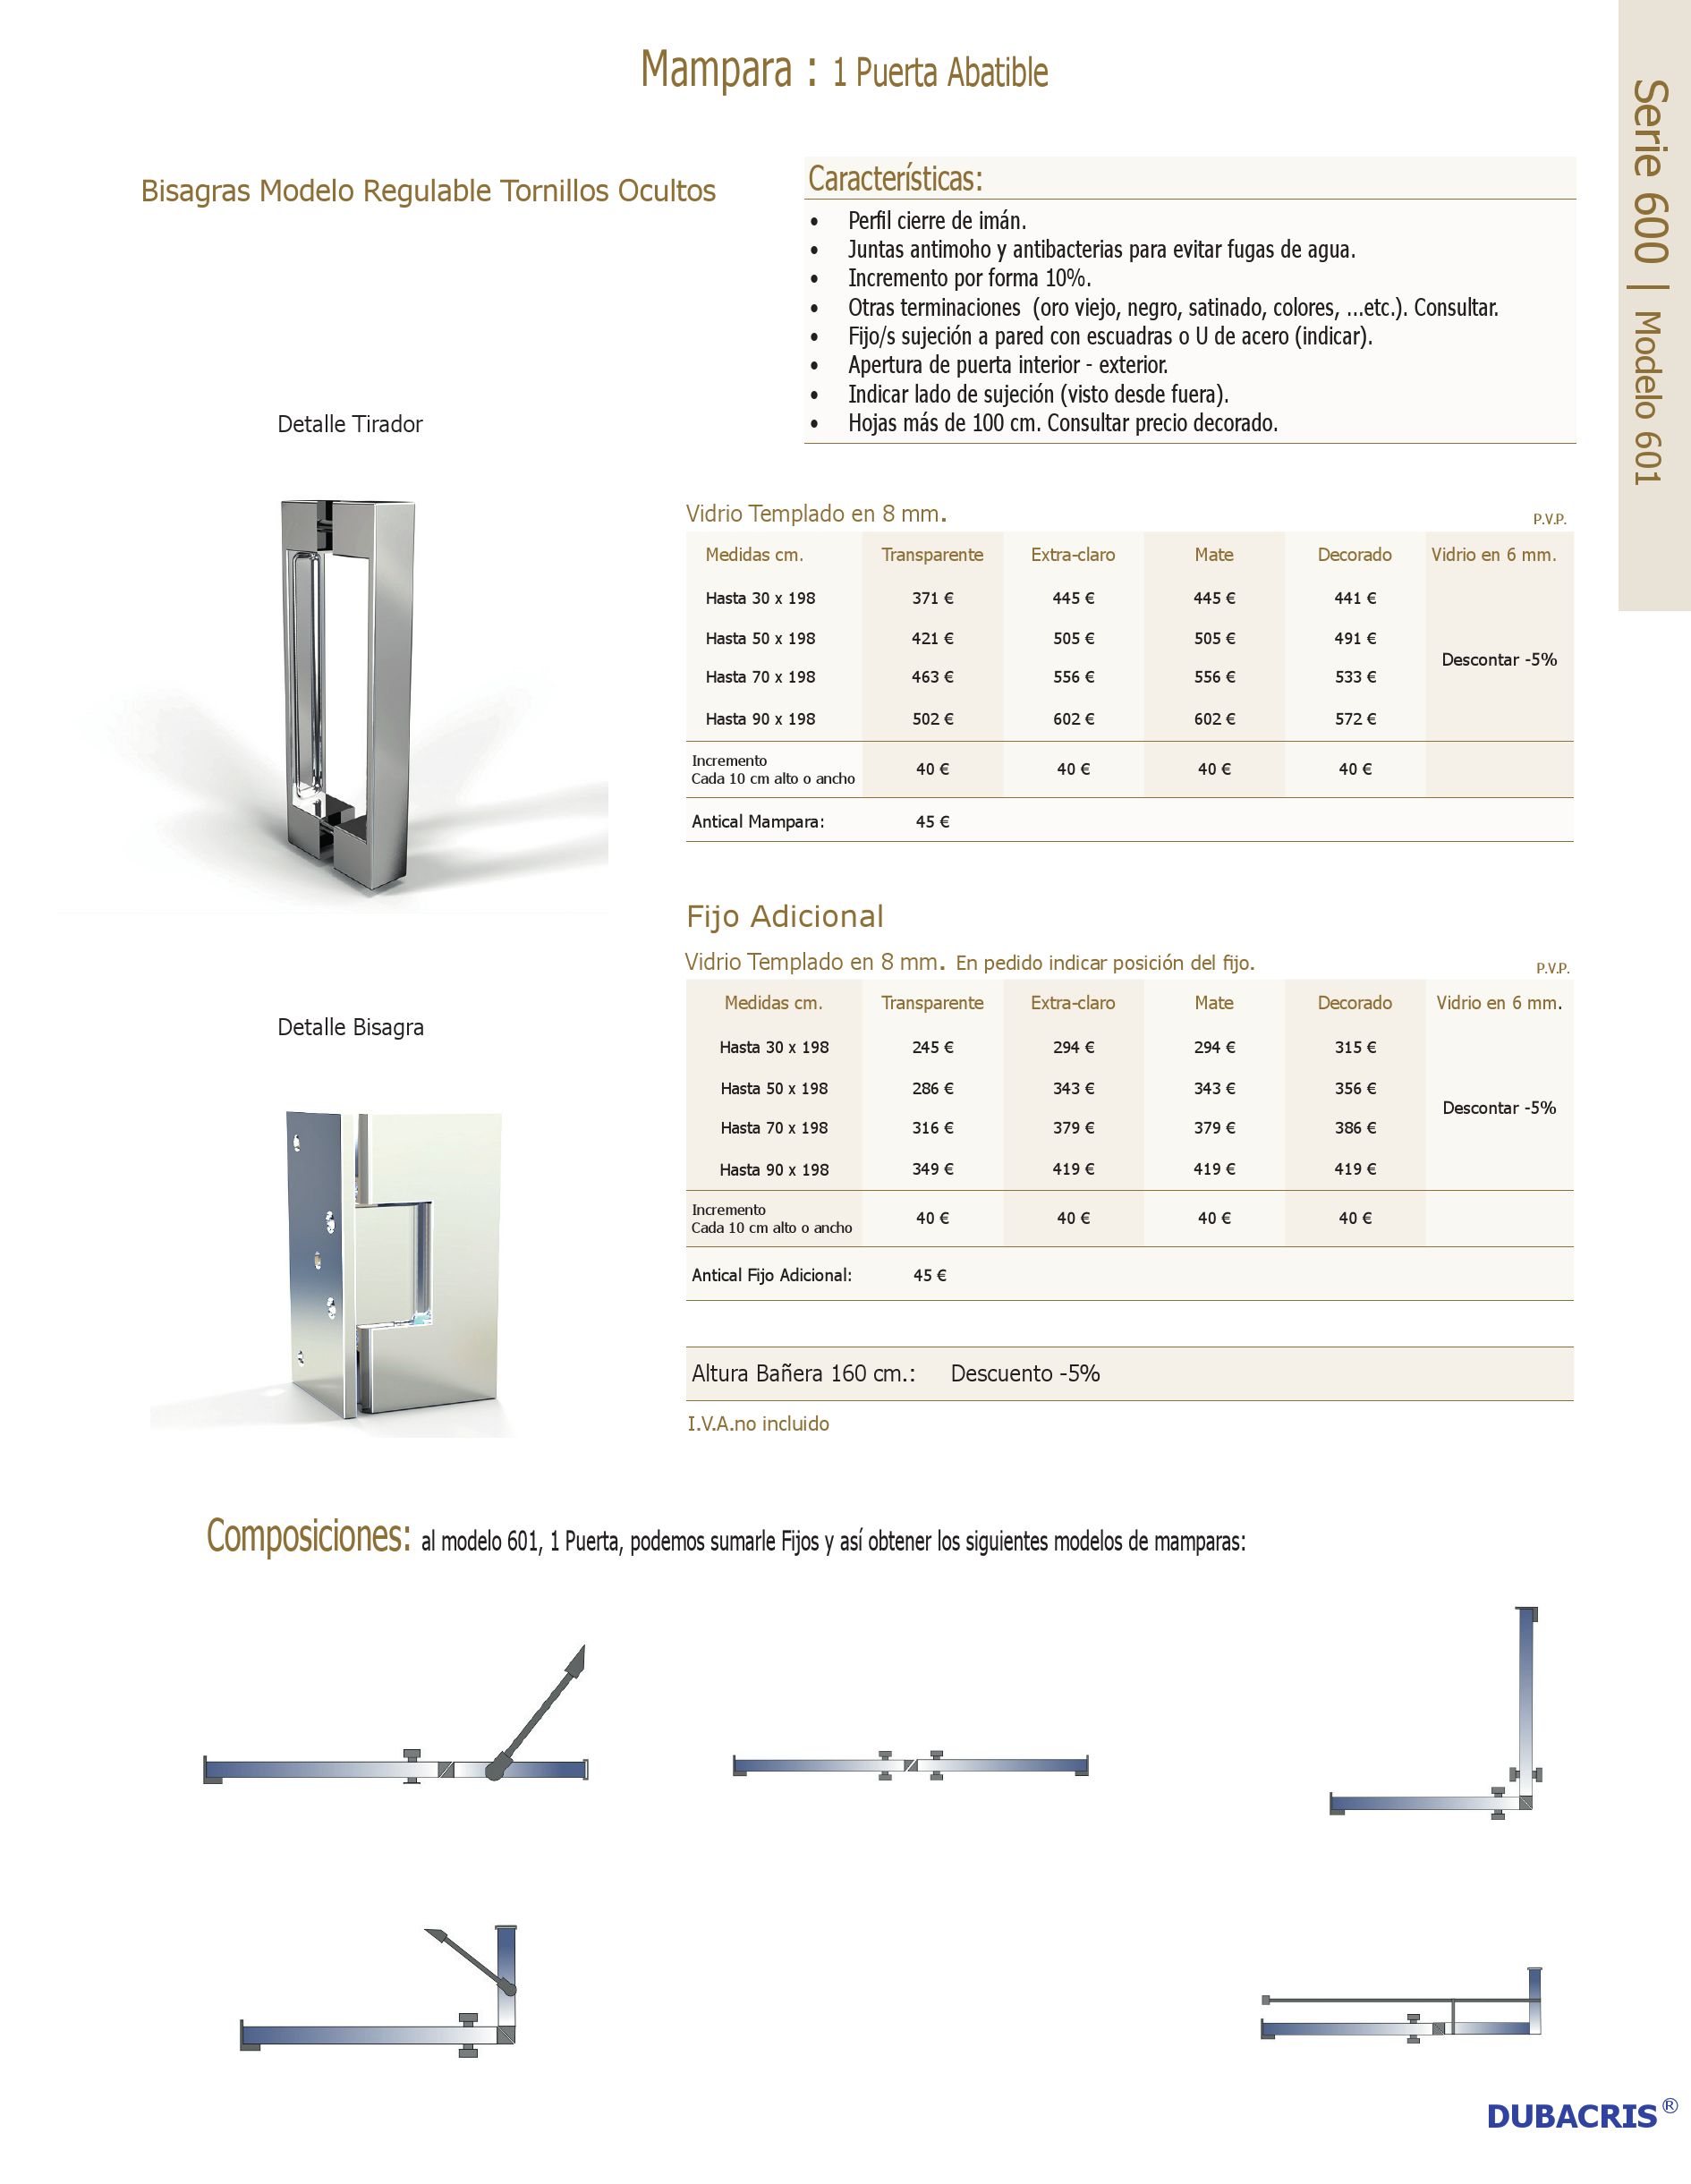 Mampara : 1 Puerta Abatible
Serie 600 | Modelo 601
Bisagras Modelo Regulable Tornillos Ocultos
Características:
• Perfil cierre de imán.
• Juntas antimoho y antibacterias para evitar fugas de agua.
• Incremento por forma 10%.
• Otras terminaciones (oro viejo, negro, satinado, colores, ...etc.). Consultar.
• Fijo/s sujeción a pared con escuadras o U de acero (indicar).
• Apertura de puerta interior - exterior.
• Indicar lado de sujeción (visto desde fuera).
• Hojas más de 100 cm. Consultar precio decorado.
Detalle Tirador
Vidrio Templado en 8 mm. P.V.P.
Medidas cm. Transparente Extra-claro Mate Decorado Vidrio en 6 mm.
Hasta 30 x 198 371 € 445 € 445 € 441 €
Hasta 50 x 198 421 € 505 € 505 € 491 €
Descontar -5%
Hasta 70 x 198 463 € 556 € 556 € 533 €
Hasta 90 x 198 502 € 602 € 602 € 572 €
Incremento
Cada 10 cm alto o ancho 40 € 40 € 40 € 40 €
Antical Mampara: 45 €
Fijo Adicional
Vidrio Templado en 8 mm. En pedido indicar posición del fijo. P.V.P.
Medidas cm. Transparente Extra-claro Mate Decorado Vidrio en 6 mm.
Hasta 30 x 198 245 € 294 € 294 € 315 €
Hasta 50 x 198 286 € 343 € 343 € 356 €
Descontar -5%
Hasta 70 x 198 316 € 379 € 379 € 386 €
Hasta 90 x 198 349 € 419 € 419 € 419 €
Incremento
Cada 10 cm alto o ancho 40 € 40 € 40 € 40 €
Antical Fijo Adicional: 45 €
Detalle Bisagra
Altura Bañera 160 cm.: Descuento -5%
I.V.A.no incluido
Composiciones: al modelo 601, 1 Puerta, podemos sumarle Fijos y así obtener los siguientes modelos de mamparas:
DUBACRIS®